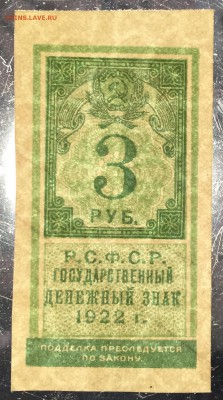 COINS.LAVE.RU
3
РУБ.
Р.С.Ф.С.Р.
ГОСУДАРСТВЕННЫЙ
ДЕНЕЖНЫЙ ЗНАК
1922 г.
ПОДДЕЛКА ПРЕСЛЕДУЕТСЯ
ПО ЗАКОНУ.